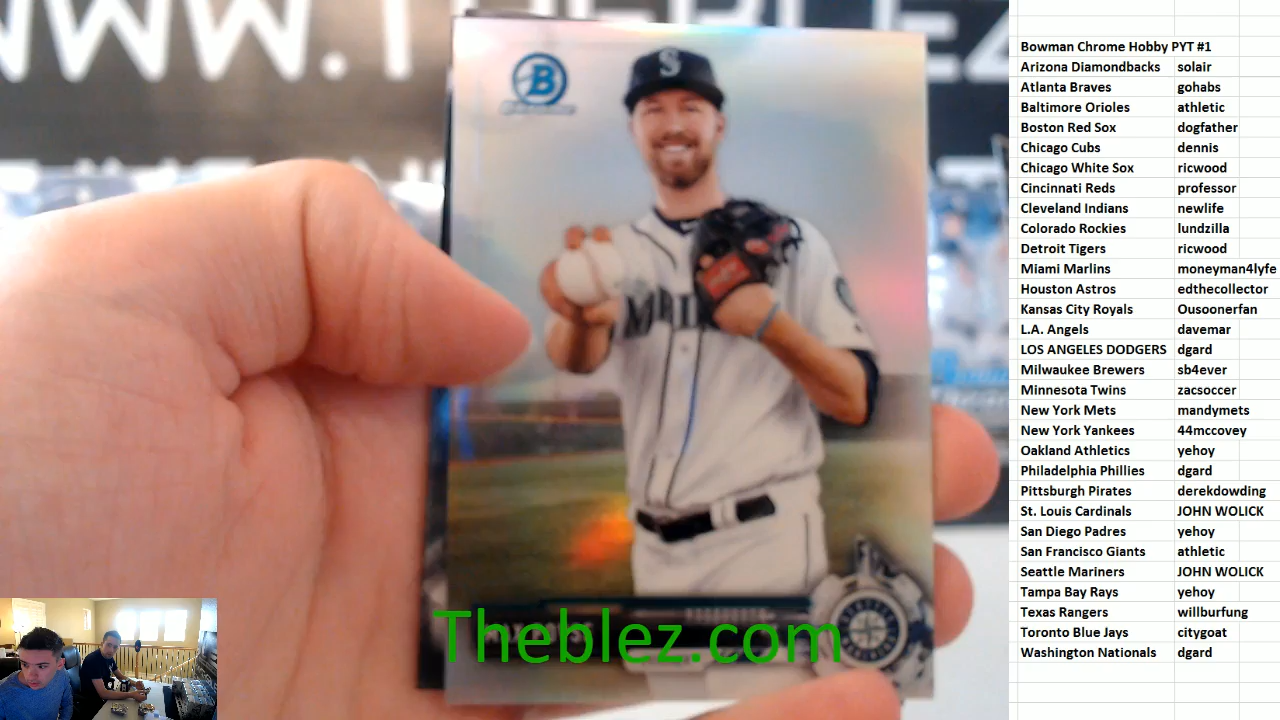 WWW.THEBLEZ
B
S
MARIN
Theblez.com
Bowman Chrome Hobby PYT #1
Arizona Diamondbacks solair
Atlanta Braves gohabs
Baltimore Orioles athletic
Boston Red Sox dogfather
Chicago Cubs dennis
Chicago White Sox ricwood
Cincinnati Reds professor
Cleveland Indians newlife
Colorado Rockies lundzilla
Detroit Tigers ricwood
Miami Marlins moneyman4lyfe
Houston Astros edthecollector
Kansas City Royals Ousoonerfan
L.A. Angels davemar
LOS ANGELES DODGERS dgard
Milwaukee Brewers sb4ever
Minnesota Twins zacsoccer
New York Mets mandymets
New York Yankees 44mccovey
Oakland Athletics yehoy
Philadelphia Phillies dgard
Pittsburgh Pirates derekdowding
St. Louis Cardinals JOHN WOLICK
San Diego Padres yehoy
San Francisco Giants athletic
Seattle Mariners JOHN WOLICK
Tampa Bay Rays yehoy
Texas Rangers willburfung
Toronto Blue Jays citygoat
Washington Nationals dgard